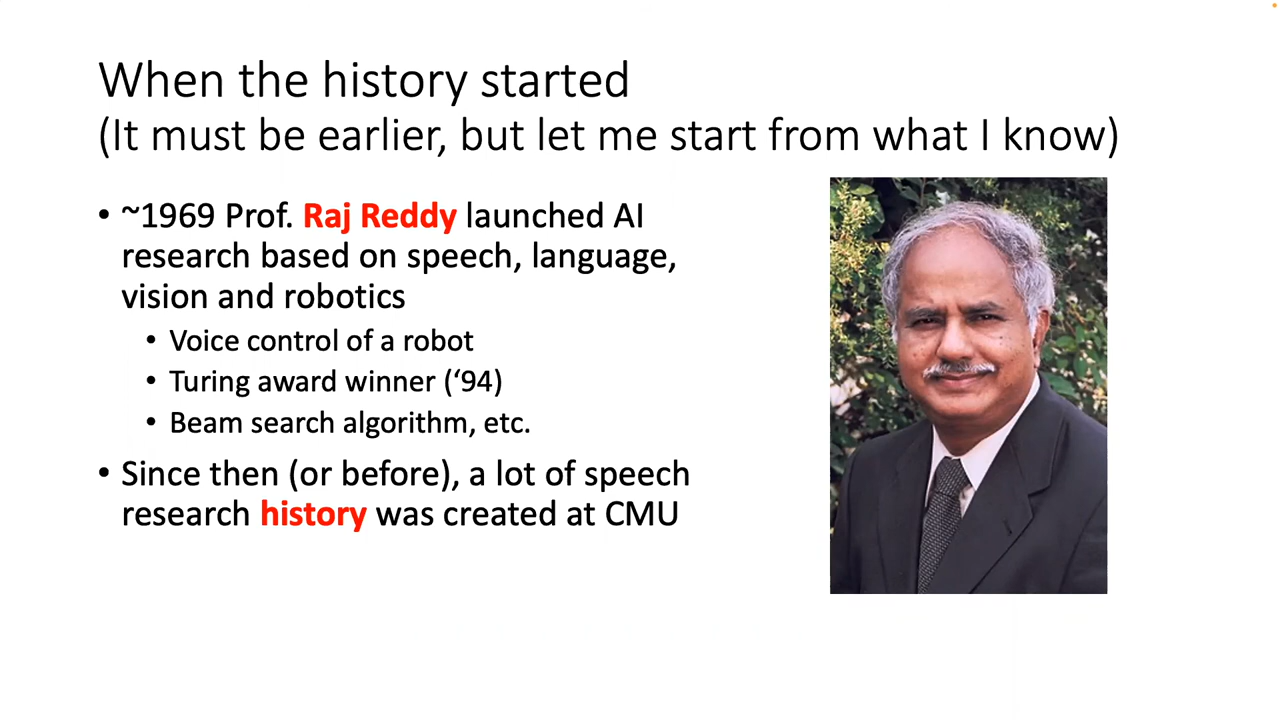 When the history started
(It must be earlier, but let me start from what I know)
• ~1969 Prof. Raj Reddy launched AI
research based on speech, language,
vision and robotics
• Voice control of a robot
• Turing award winner (‘94)
• Beam search algorithm, etc.
• Since then (or before), a lot of speech
research history was created at CMU